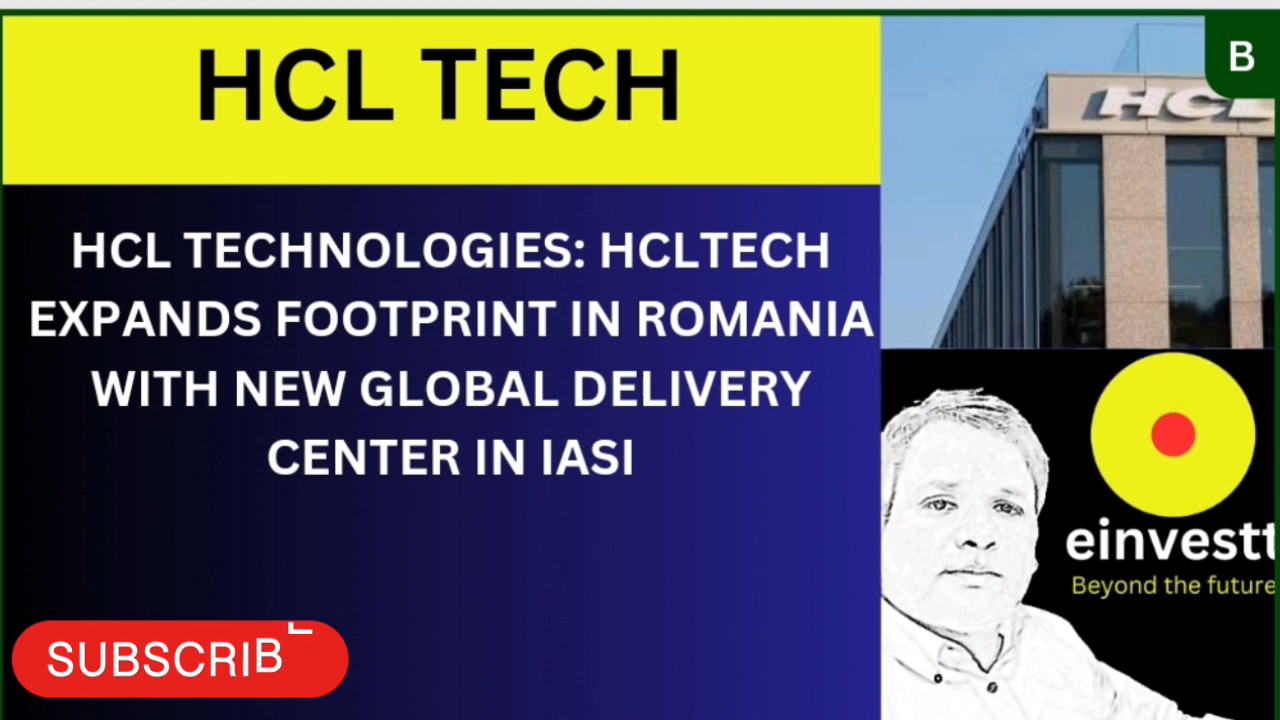 HCL TECH
HCL TECHNOLOGIES: HCLTECH
EXPANDS FOOTPRINT IN ROMANIA
WITH NEW GLOBAL DELIVERY
CENTER IN IASI
SUBSCRIB
HCL
B
einvestt
Beyond the future